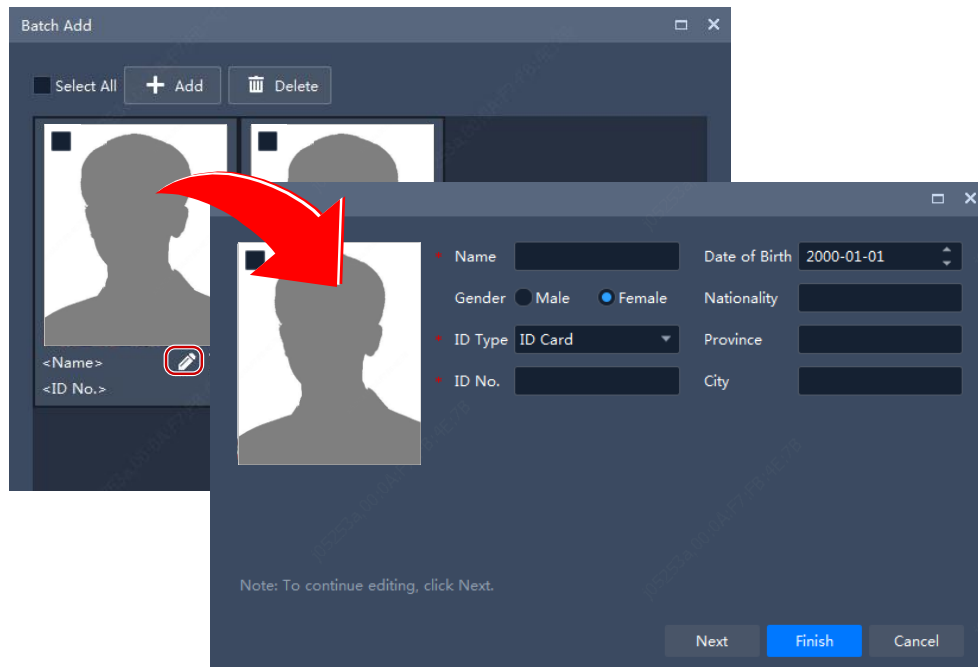 Batch Add
Select All
Add
Delete
<Name>
<ID No.>
* Name
Date of Birth 2000-01-01
Gender Male Female
Nationality
* ID Type ID Card
Province
* ID No.
City
Note: To continue editing, click Next.
Next
Finish
Cancel